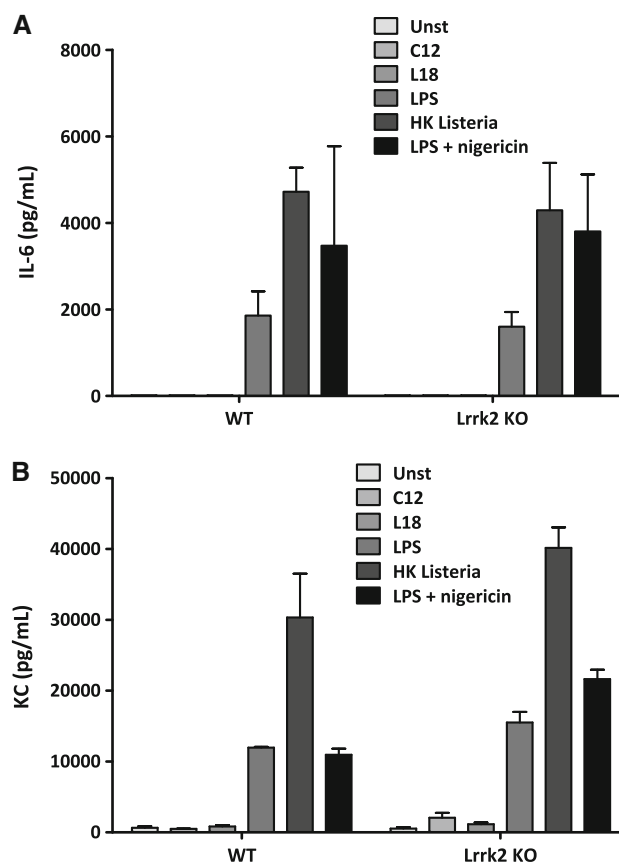 A
Unst
C12
L18
LPS
HK Listeria
LPS + nigericin
8000
6000
4000
2000
0
IL-6 (pg/mL)
WT Lrrk2 KO
B
Unst
C12
L18
LPS
HK Listeria
LPS + nigericin
50000
40000
30000
20000
10000
0
KC (pg/mL)
WT Lrrk2 KO